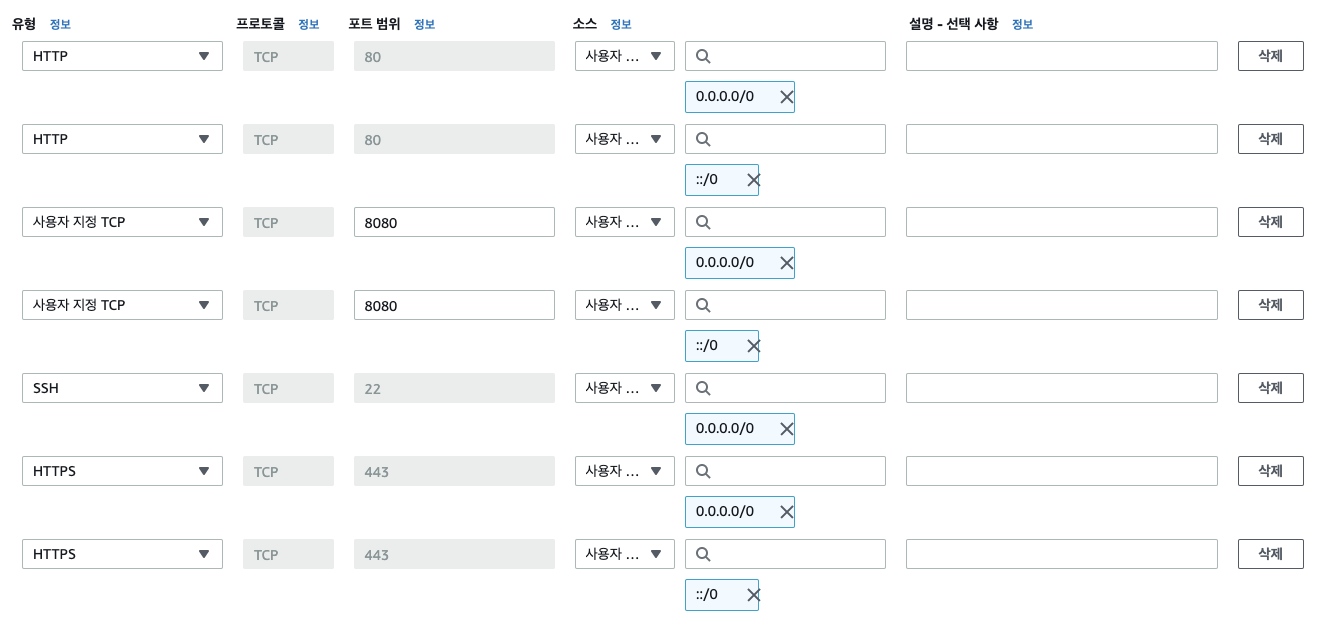 유형 정보 프로토콜 정보 포트 범위 정보 소스 정보 설명 - 선택 사항 정보
HTTP TCP 80 사용자 ... 삭제
0.0.0.0/0
HTTP TCP 80 사용자 ... 삭제
::/0
사용자 지정 TCP TCP 8080 사용자 ... 삭제
0.0.0.0/0
사용자 지정 TCP TCP 8080 사용자 ... 삭제
::/0
SSH TCP 22 사용자 ... 삭제
0.0.0.0/0
HTTPS TCP 443 사용자 ... 삭제
0.0.0.0/0
HTTPS TCP 443 사용자 ... 삭제
::/0